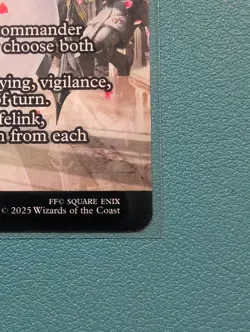 ommander
choose both
ying, vigilance,
f turn.
felink,
n from each
FF© SQUARE ENIX
© 2025 Wizards of the Coast